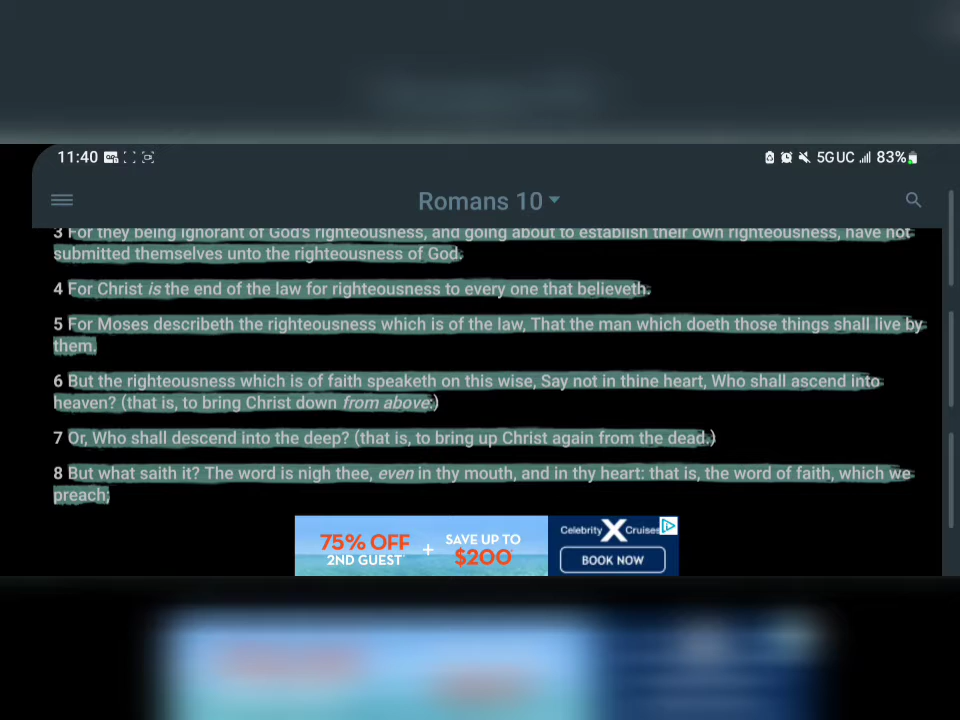 11:40 5G UC 83%
Romans 10
3 For they being ignorant of God's righteousness, and going about to establish their own righteousness, have not
submitted themselves unto the righteousness of God.
4 For Christ is the end of the law for righteousness to every one that believeth.
5 For Moses describeth the righteousness which is of the law, That the man which doeth those things shall live by
them.
6 But the righteousness which is of faith speaketh on this wise, Say not in thine heart, Who shall ascend into
heaven? (that is, to bring Christ down from above:)
7 Or, Who shall descend into the deep? (that is, to bring up Christ again from the dead.)
8 But what saith it? The word is nigh thee, even in thy mouth, and in thy heart: that is, the word of faith, which we
preach;
75% OFF
2ND GUEST
+
SAVE UP TO
$200
Celebrity X Cruises
BOOK NOW